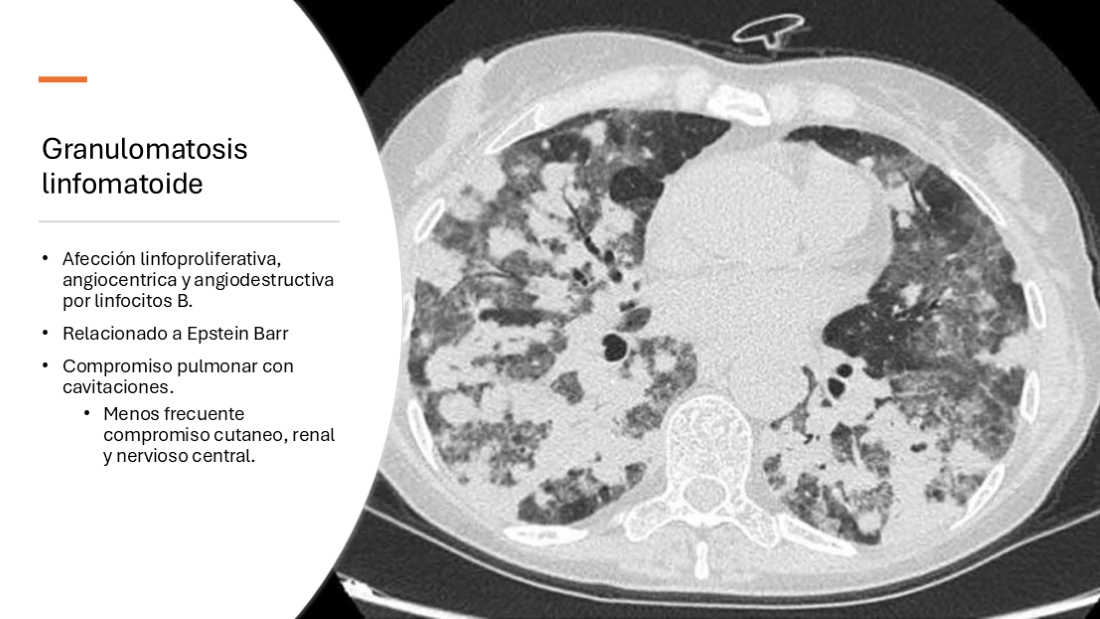 Granulomatosis
linfomatoide
• Afección linfoproliferativa,
angiocentrica y angiodestructiva
por linfocitos B.
• Relacionado a Epstein Barr
• Compromiso pulmonar con
cavitaciones.
• Menos frecuente
compromiso cutaneo, renal
y nervioso central.